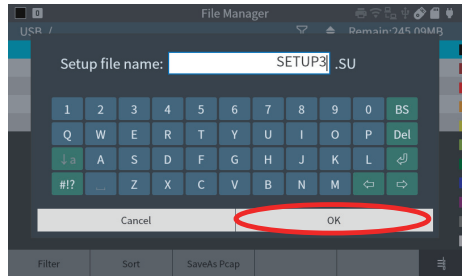 0 File Manager
USB / Remain:245.09MB
Setup file name: SETUP3 .SU
1 2 3 4 5 6 7 8 9 0 BS
Q W E R T Y U I O P Del
↓a A S D F G H J K L
#!? Z X C V B N M
Cancel OK
Filter Sort SaveAs Pcap